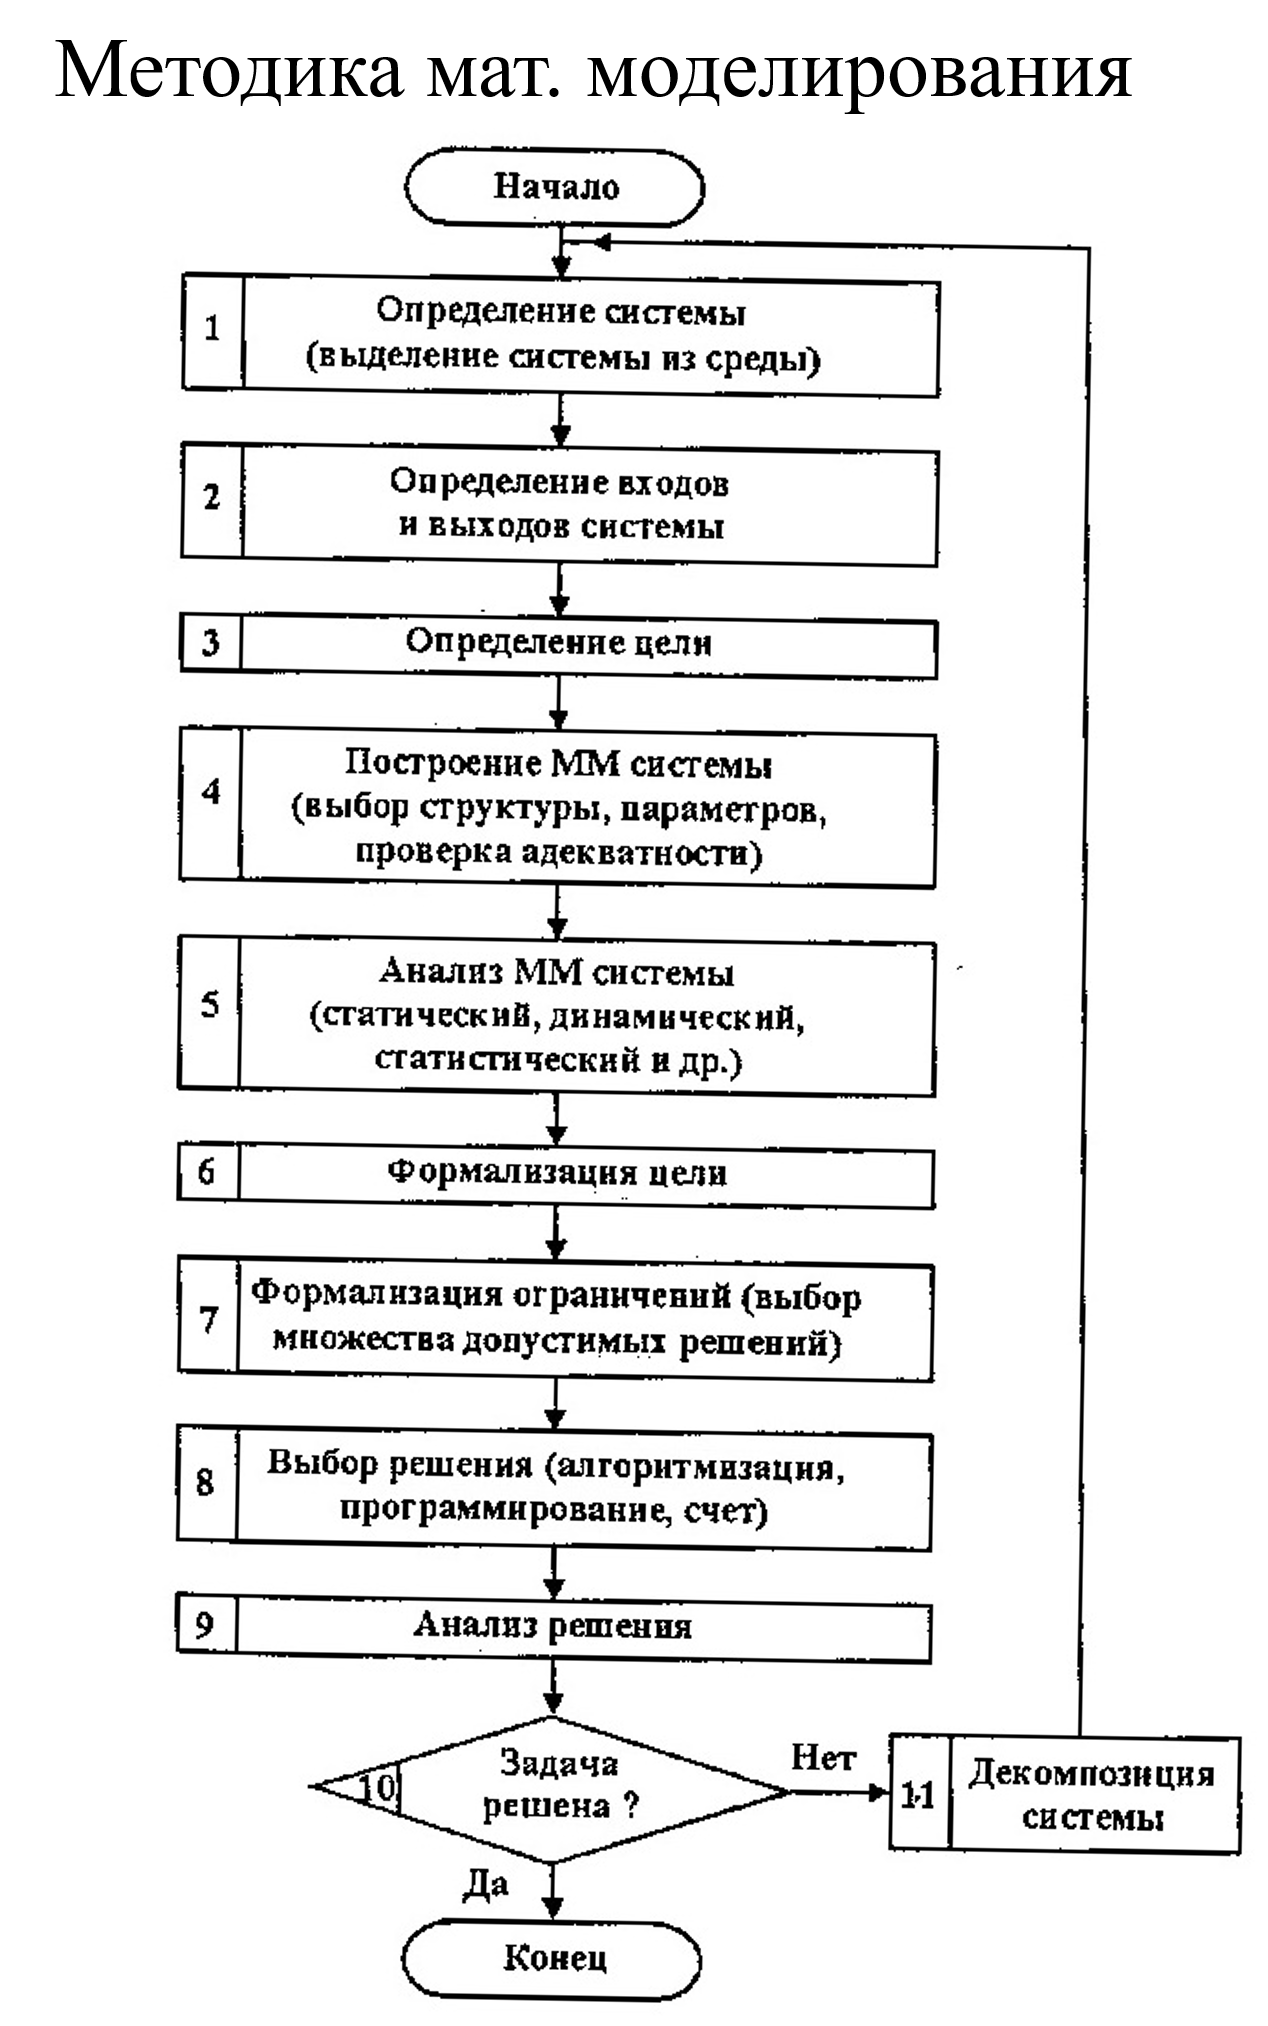 Методика мат. моделирования
Начало
1
Определение системы
(выделение системы из среды)
2
Определение входов
и выходов системы
3
Определение цели
4
Построение ММ системы
(выбор структуры, параметров,
проверка адекватности)
5
Анализ ММ системы
(статический, динамический,
статистический и др.)
6
Формализация цели
7
Формализация ограничений (выбор
множества допустимых решений)
8
Выбор решения (алгоритмизация,
программирование, счет)
9
Анализ решения
10
Задача
решена ?
Нет
11
Декомпозиция
системы
Да
Конец